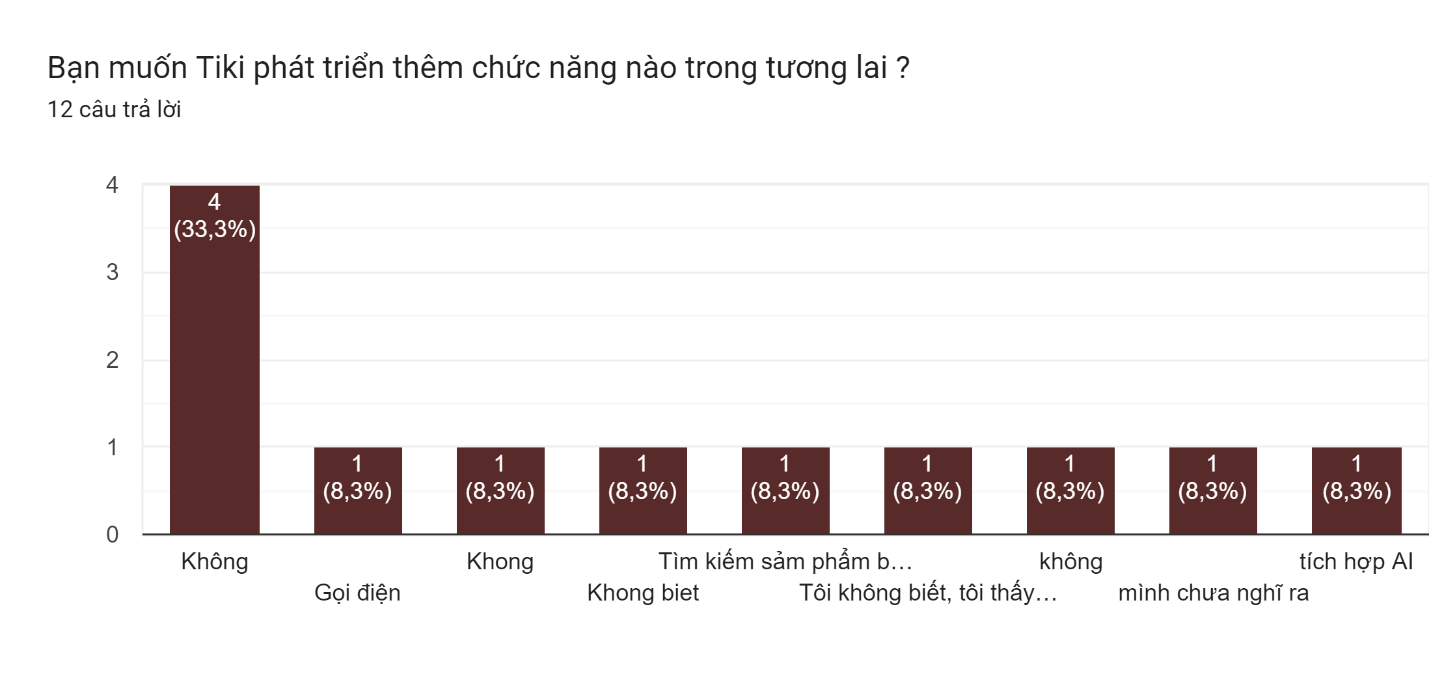 Bạn muốn Tiki phát triển thêm chức năng nào trong tương lai ?
12 câu trả lời
4
3
2
1
0
4
(33,3%)
1
(8,3%)
1
(8,3%)
1
(8,3%)
1
(8,3%)
1
(8,3%)
1
(8,3%)
1
(8,3%)
1
(8,3%)
Không
Gọi điện
Khong
Khong biet
Tìm kiếm sảm phẩm b…
Tôi không biết, tôi thấy…
không
mình chưa nghĩ ra
tích hợp AI